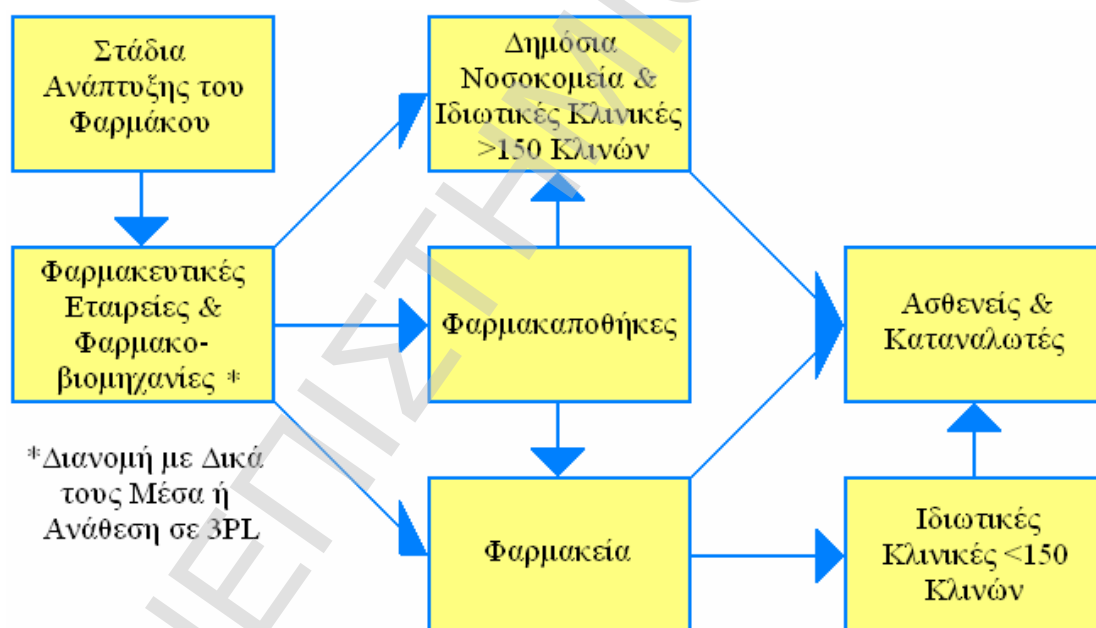 Στάδια
Ανάπτυξης του
Φαρμάκου
Δημόσια
Νοσοκομεία &
Ιδιωτικές Κλινικές
>150 Κλινών
Φαρμακευτικές
Εταιρείες &
Φαρμακο-
βιομηχανίες *
Φαρμακαποθήκες
Ασθενείς &
Καταναλωτές
*Διανομή με Δικά
τους Μέσα ή
Ανάθεση σε 3PL
Φαρμακεία
Ιδιωτικές
Κλινικές <150
Κλινών